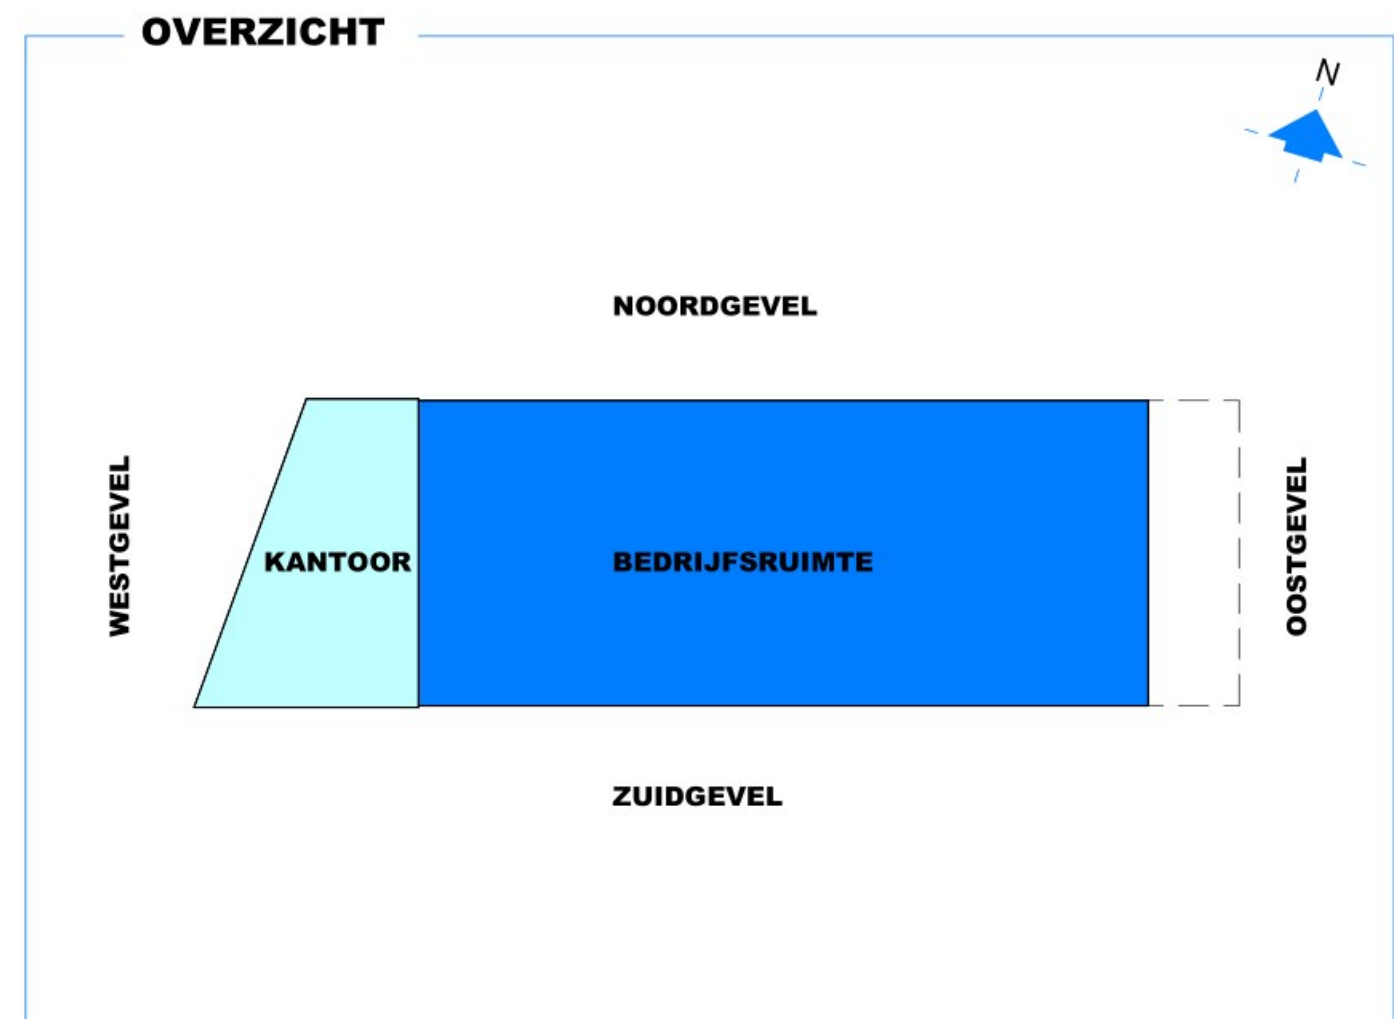 OVERZICHT
N
NOORDGEVEL
WESTGEVEL
KANTOOR
BEDRIJFSRUIMTE
OOSTGEVEL
ZUIDGEVEL